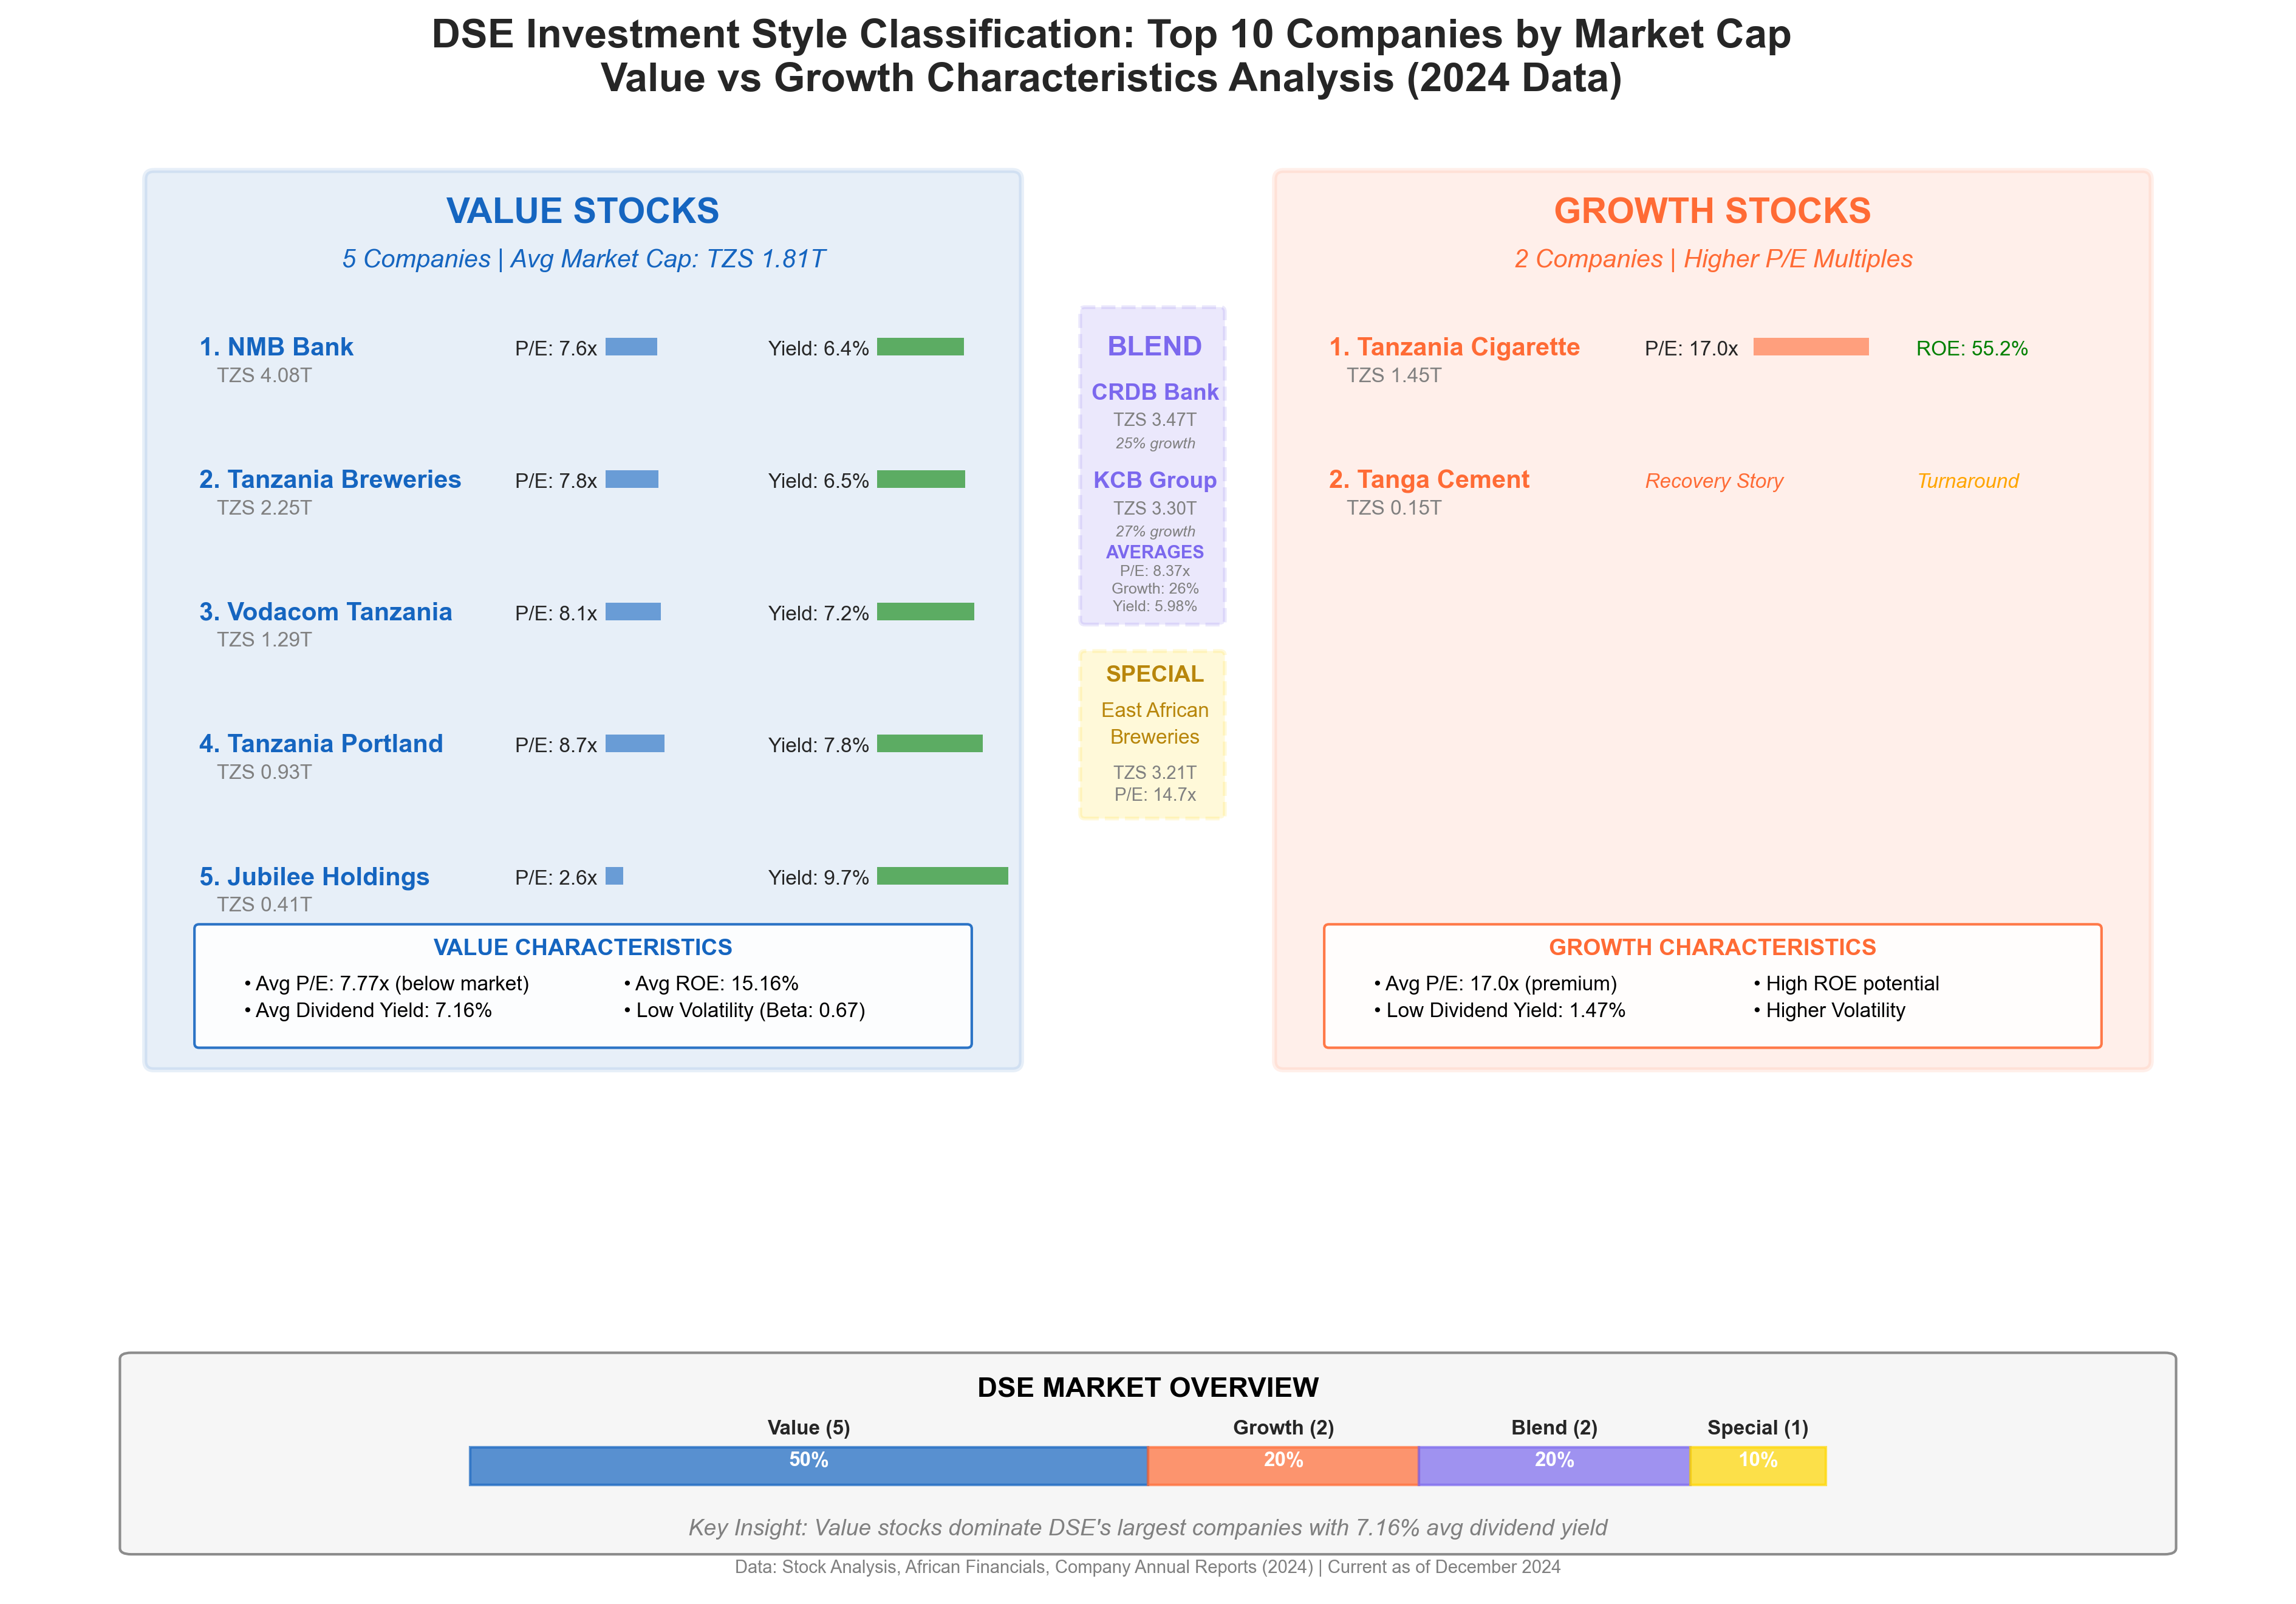 DSE Investment Style Classification: Top 10 Companies by Market Cap
Value vs Growth Characteristics Analysis (2024 Data)
VALUE STOCKS
5 Companies | Avg Market Cap: TZS 1.81T
1. NMB Bank P/E: 7.6x Yield: 6.4%
TZS 4.08T
2. Tanzania Breweries P/E: 7.8x Yield: 6.5%
TZS 2.25T
3. Vodacom Tanzania P/E: 8.1x Yield: 7.2%
TZS 1.29T
4. Tanzania Portland P/E: 8.7x Yield: 7.8%
TZS 0.93T
5. Jubilee Holdings P/E: 2.6x Yield: 9.7%
TZS 0.41T
VALUE CHARACTERISTICS
• Avg P/E: 7.77x (below market) • Avg ROE: 15.16%
• Avg Dividend Yield: 7.16% • Low Volatility (Beta: 0.67)
BLEND
CRDB Bank
TZS 3.47T
25% growth
KCB Group
TZS 3.30T
27% growth
AVERAGES
P/E: 8.37x
Growth: 26%
Yield: 5.98%
SPECIAL
East African
Breweries
TZS 3.21T
P/E: 14.7x
GROWTH STOCKS
2 Companies | Higher P/E Multiples
1. Tanzania Cigarette P/E: 17.0x ROE: 55.2%
TZS 1.45T
2. Tanga Cement Recovery Story Turnaround
TZS 0.15T
GROWTH CHARACTERISTICS
• Avg P/E: 17.0x (premium) • High ROE potential
• Low Dividend Yield: 1.47% • Higher Volatility
DSE MARKET OVERVIEW
Value (5) Growth (2) Blend (2) Special (1)
50% 20% 20% 10%
Key Insight: Value stocks dominate DSE's largest companies with 7.16% avg dividend yield
Data: Stock Analysis, African Financials, Company Annual Reports (2024) | Current as of December 2024